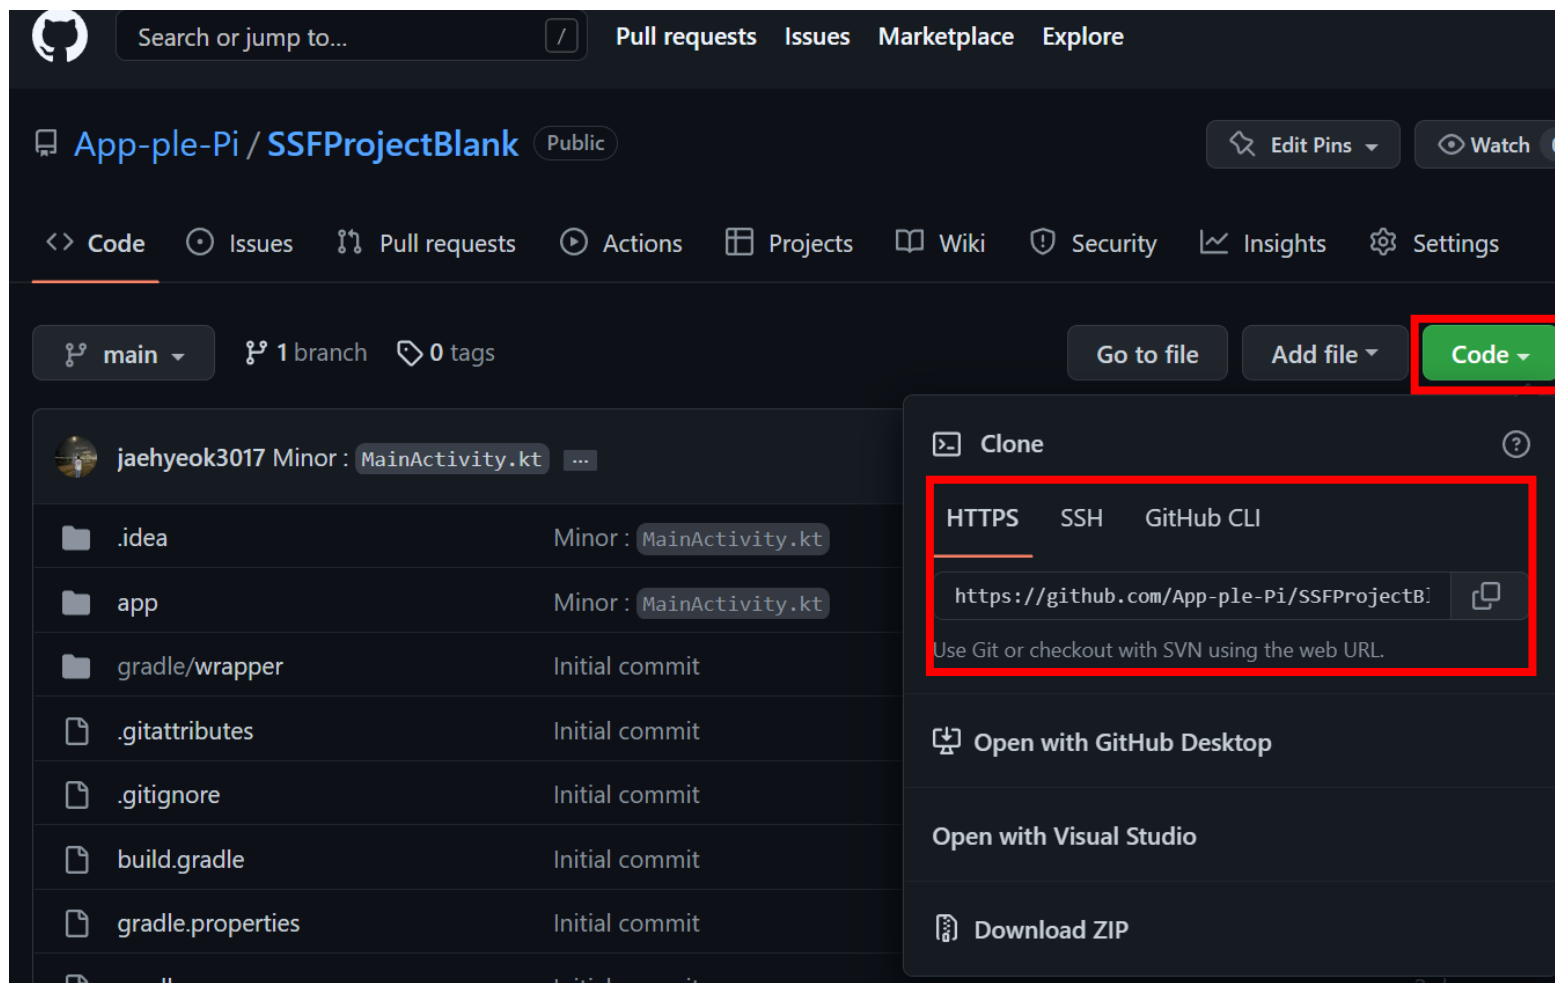 Search or jump to... / Pull requests Issues Marketplace Explore
App-ple-Pi / SSFProjectBlank Public Edit Pins Watch
Code Issues Pull requests Actions Projects Wiki Security Insights Settings
main 1 branch 0 tags Go to file Add file Code
jaehyeok3017 Minor : MainActivity.kt ...
.idea Minor : MainActivity.kt
app Minor : MainActivity.kt
gradle/wrapper Initial commit
.gitattributes Initial commit
.gitignore Initial commit
build.gradle Initial commit
gradle.properties Initial commit
Clone
HTTPS SSH GitHub CLI
https://github.com/App-ple-Pi/SSFProjectBl
Use Git or checkout with SVN using the web URL.
Open with GitHub Desktop
Open with Visual Studio
Download ZIP